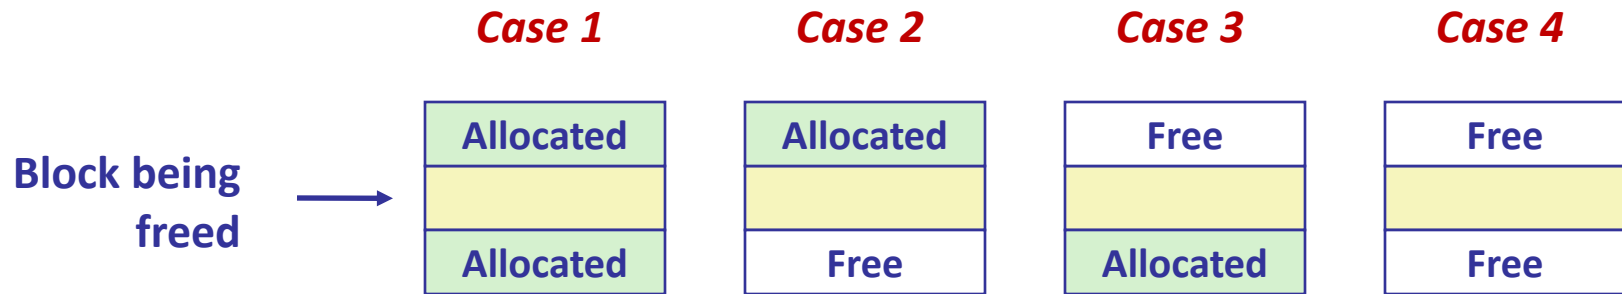 Case 1 Case 2 Case 3 Case 4
Allocated Allocated Free Free
Block being
freed
Allocated Free Allocated Free